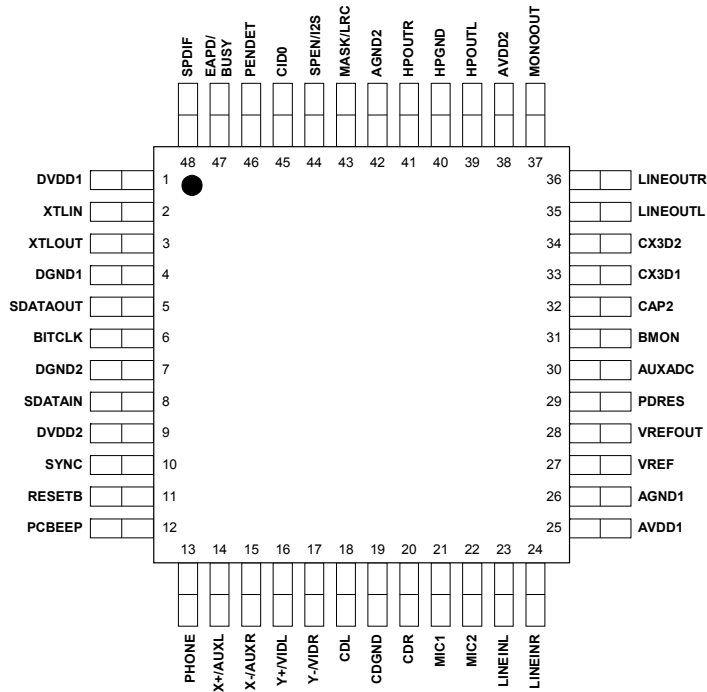 SPDIF
EAPD/
BUSY
PENDET
CID0
SPEN/I2S
MASK/LRC
AGND2
HPOUTR
HPGND
HPOUTL
AVDD2
MONOOUT
48 47 46 45 44 43 42 41 40 39 38 37
DVDD1 1 36 LINEOUTR
XTLIN 2 35 LINEOUTL
XTLOUT 3 34 CX3D2
DGND1 4 33 CX3D1
SDATAOUT 5 32 CAP2
BITCLK 6 31 BMON
DGND2 7 30 AUXADC
SDATAIN 8 29 PDRES
DVDD2 9 28 VREFOUT
SYNC 10 27 VREF
RESETB 11 26 AGND1
PCBEEP 12 25 AVDD1
13 14 15 16 17 18 19 20 21 22 23 24
PHONE
X+/AUXL
X-/AUXR
Y+/VIDL
Y-/VIDR
CDL
CDGND
CDR
MIC1
MIC2
LINEINL
LINEINR